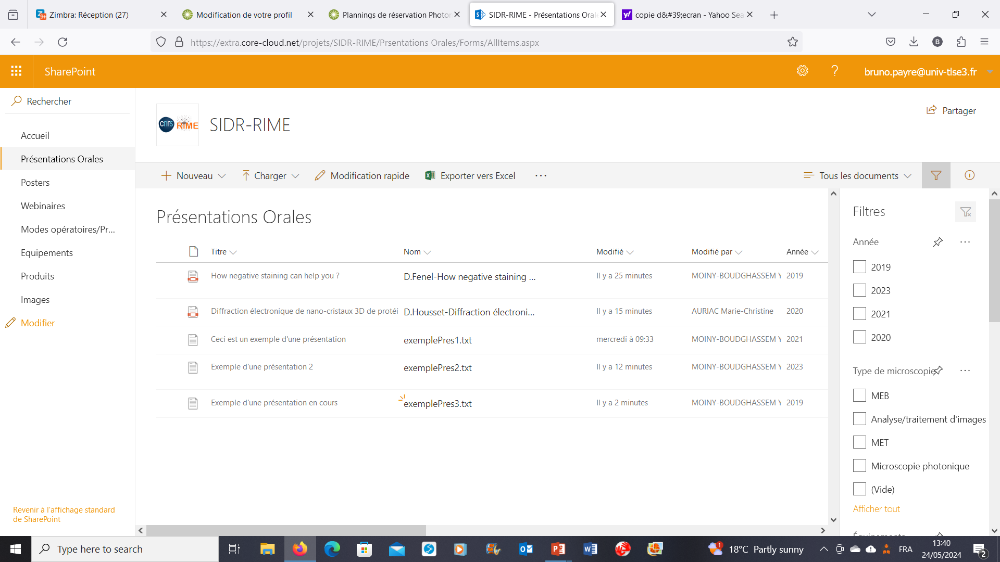 Zimbra: Réception (27)
Modification de votre profil
Plannings de réservation Photon
SIDR-RIME - Présentations Orale
copie d&#39;ecran - Yahoo Sea
https://extra.core-cloud.net/projets/SIDR-RIME/Prsentations Orales/Forms/AllItems.aspx
B
SharePoint
?
bruno.payre@univ-tlse3.fr
Rechercher
Accueil
Présentations Orales
Posters
Webinaires
Modes opératoires/Pr...
Equipements
Produits
Images
Modifier
Revenir à l'affichage standard
de SharePoint
cnrs RIME
SIDR-RIME
Partager
Nouveau
Charger
Modification rapide
Exporter vers Excel
...
Tous les documents
Présentations Orales
Titre Nom Modifié Modifié par Année
How negative staining can help you ? D.Fenel-How negative staining ... Il y a 25 minutes MOINY-BOUDGHASSEM Y 2019
Diffraction électronique de nano-cristaux 3D de protéi D.Housset-Diffraction électroni... Il y a 15 minutes AURIAC Marie-Christine 2020
Ceci est un exemple d'une présentation exemplePres1.txt mercredi à 09:33 MOINY-BOUDGHASSEM Y 2021
Exemple d'une présentation 2 exemplePres2.txt Il y a 12 minutes MOINY-BOUDGHASSEM Y 2023
Exemple d'une présentation en cours exemplePres3.txt Il y a 2 minutes MOINY-BOUDGHASSEM Y 2019
Filtres
Année
...
2019
2023
2021
2020
Type de microscopie
...
MEB
Analyse/traitement d'images
MET
Microscopie photonique
(Vide)
Afficher tout
Équipements
Type here to search
1
18°C Partly sunny
FRA
13:40
24/05/2024
2